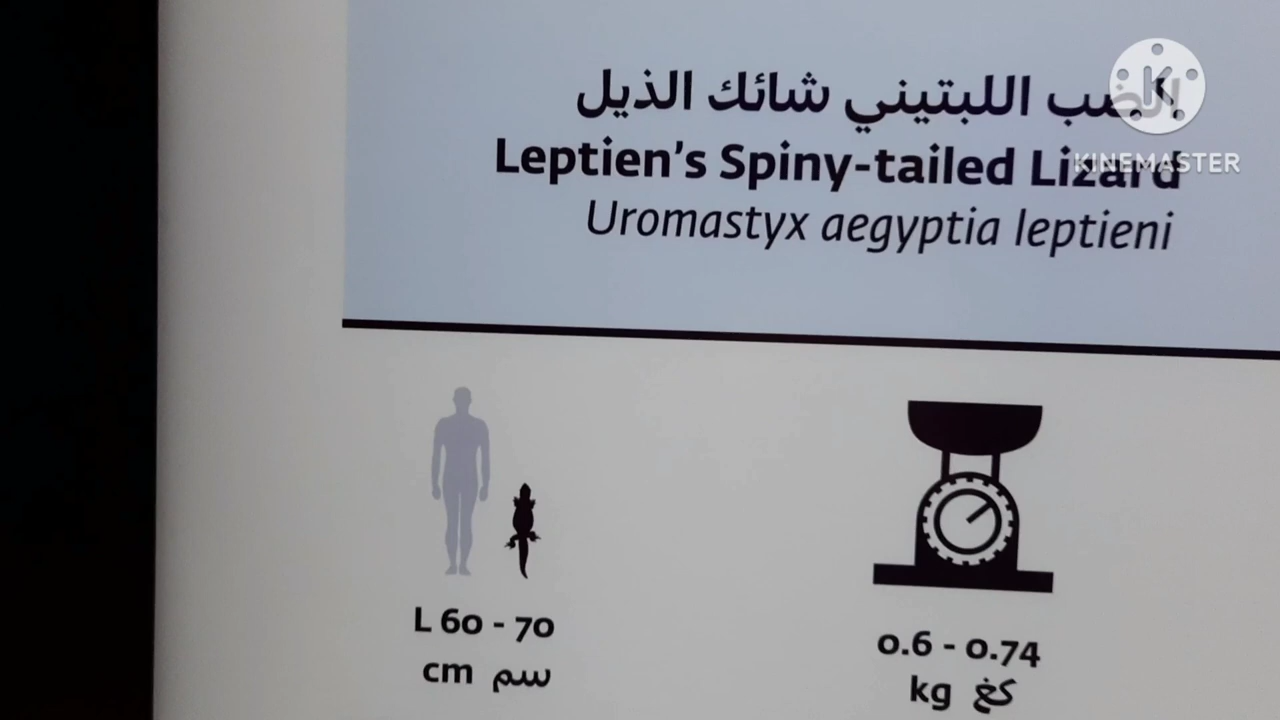 الضب اللبتيني شائك الذيل
Leptien's Spiny-tailed Lizard
KINEMASTER
Uromastyx aegyptia leptieni
L 60 - 70
cm سم
0.6 - 0.74
kg كغ